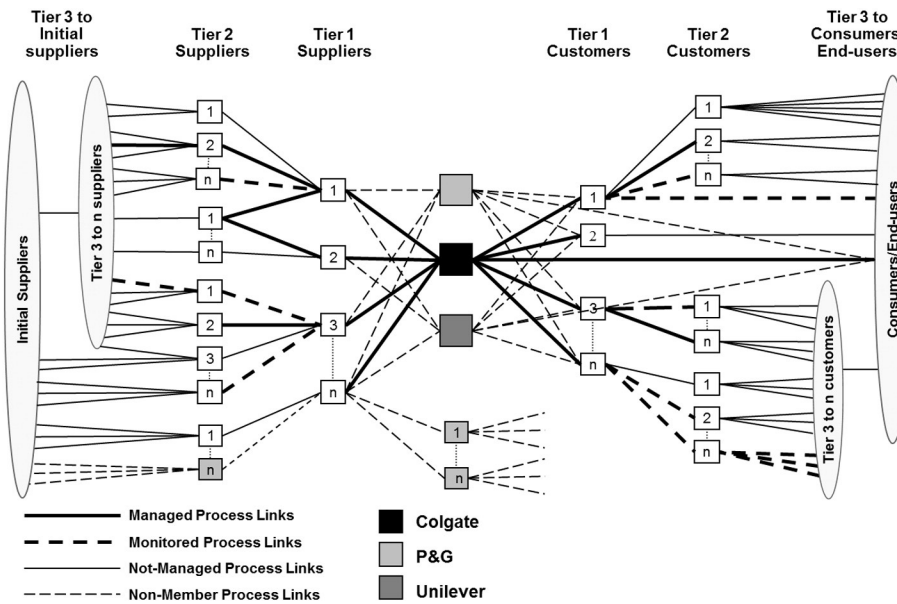 Tier 3 to
Initial
suppliers
Tier 2
Suppliers
Tier 1
Suppliers
Tier 1
Customers
Tier 2
Customers
Tier 3 to
Consumers/
End-users
Initial Suppliers
Tier 3 to n suppliers
1
2
n
1
n
1
2
3
n
1
n
1
2
3
n
1
n
1
2
3
n
1
2
n
1
n
1
2
n
Tier 3 to n customers
Consumers/End-users
Managed Process Links
Monitored Process Links
Not-Managed Process Links
Non-Member Process Links
Colgate
P&G
Unilever